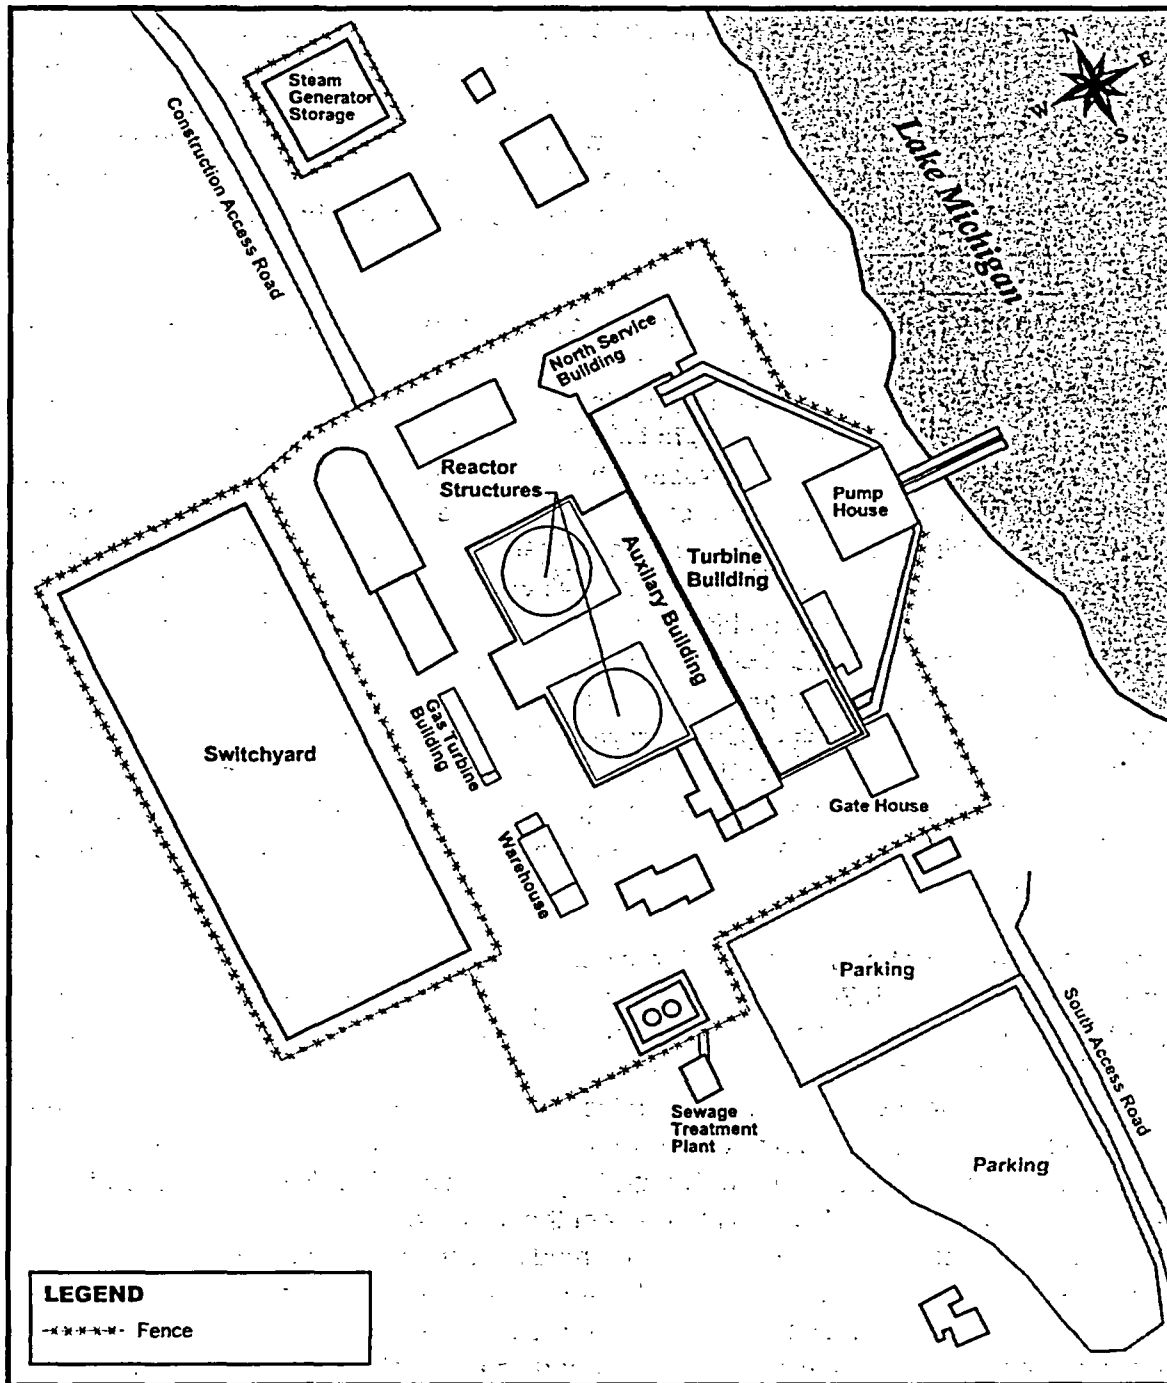 Steam
Generator
Storage
Construction Access Road
N
E
W
S
Lake Michigan
North Service
Building
Reactor
Structures
Pump
House
Auxilary Building
Turbine
Building
Switchyard
Gas Turbine
Building
Gate House
Warehouse
Parking
South Access Road
Sewage
Treatment
Plant
Parking
LEGEND
Fence